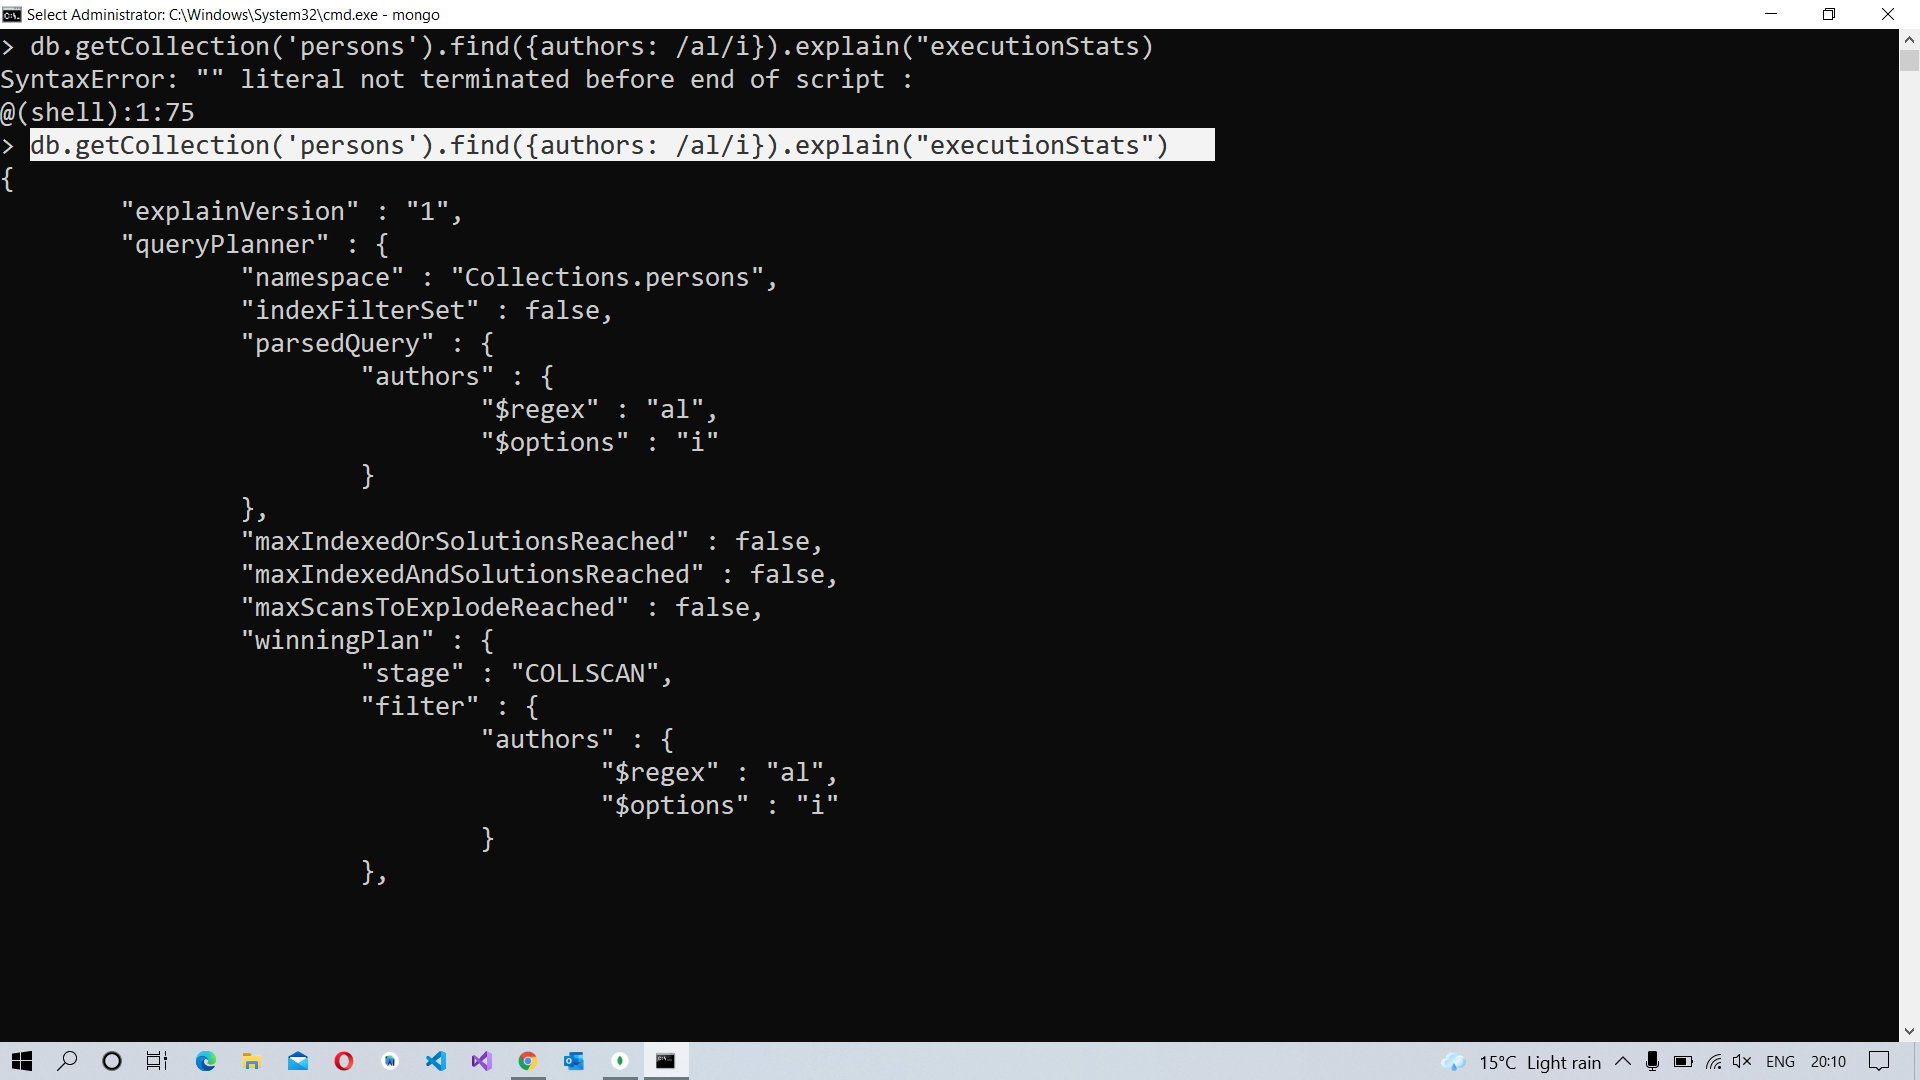 Select Administrator: C:\Windows\System32\cmd.exe - mongo
> db.getCollection('persons').find({authors: /al/i}).explain("executionStats)
SyntaxError: "" literal not terminated before end of script :
@(shell):1:75
> db.getCollection('persons').find({authors: /al/i}).explain("executionStats")
{
"explainVersion" : "1",
"queryPlanner" : {
"namespace" : "Collections.persons",
"indexFilterSet" : false,
"parsedQuery" : {
"authors" : {
"$regex" : "al",
"$options" : "i"
}
},
"maxIndexedOrSolutionsReached" : false,
"maxIndexedAndSolutionsReached" : false,
"maxScansToExplodeReached" : false,
"winningPlan" : {
"stage" : "COLLSCAN",
"filter" : {
"authors" : {
"$regex" : "al",
"$options" : "i"
}
},
15°C Light rain ENG 20:10